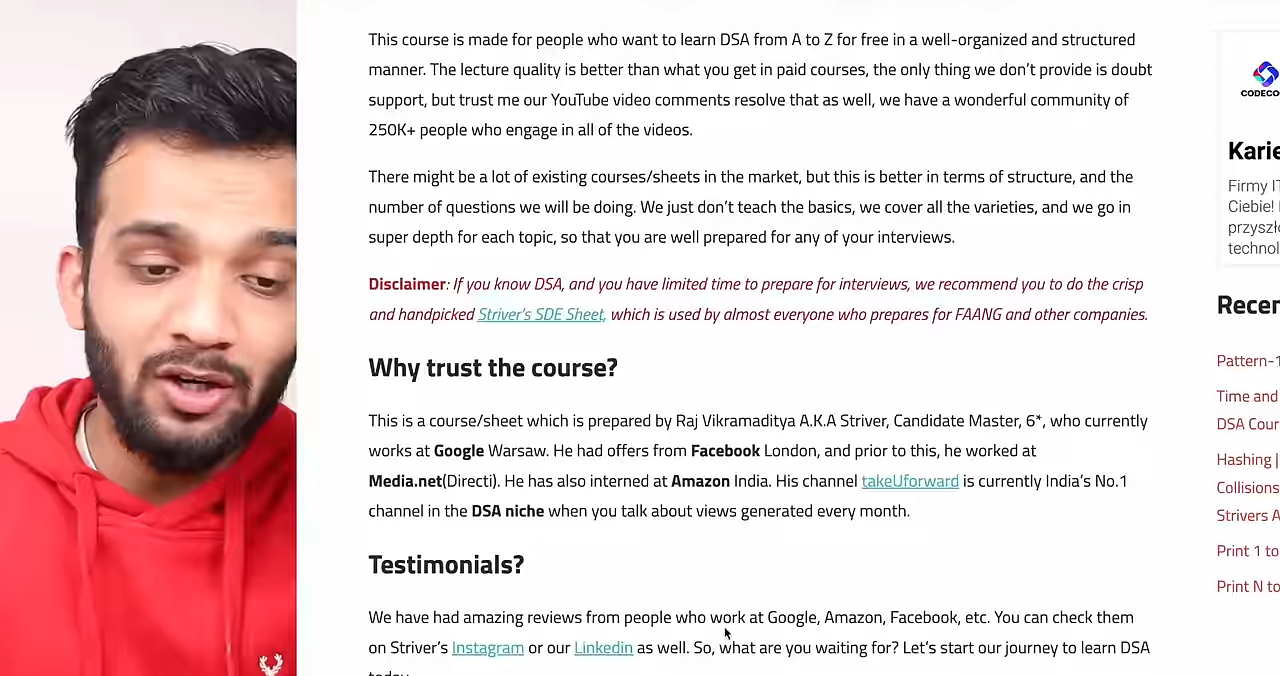 This course is made for people who want to learn DSA from A to Z for free in a well-organized and structured
manner. The lecture quality is better than what you get in paid courses, the only thing we don't provide is doubt
support, but trust me our YouTube video comments resolve that as well, we have a wonderful community of
250K+ people who engage in all of the videos.
There might be a lot of existing courses/sheets in the market, but this is better in terms of structure, and the
number of questions we will be doing. We just don't teach the basics, we cover all the varieties, and we go in
super depth for each topic, so that you are well prepared for any of your interviews.
Disclaimer: If you know DSA, and you have limited time to prepare for interviews, we recommend you to do the crisp
and handpicked Striver's SDE Sheet, which is used by almost everyone who prepares for FAANG and other companies.
Why trust the course?
This is a course/sheet which is prepared by Raj Vikramaditya A.K.A Striver, Candidate Master, 6*, who currently
works at Google Warsaw. He had offers from Facebook London, and prior to this, he worked at
Media.net(Directi). He has also interned at Amazon India. His channel takeUforward is currently India's No.1
channel in the DSA niche when you talk about views generated every month.
Testimonials?
We have had amazing reviews from people who work at Google, Amazon, Facebook, etc. You can check them
on Striver's Instagram or our Linkedin as well. So, what are you waiting for? Let's start our journey to learn DSA
today.
CODECO
Karie
Firmy IT
Ciebie!
przyszło
technol
Recen
Pattern-1
Time and
DSA Cour
Hashing |
Collisions
Strivers A
Print 1 to
Print N to